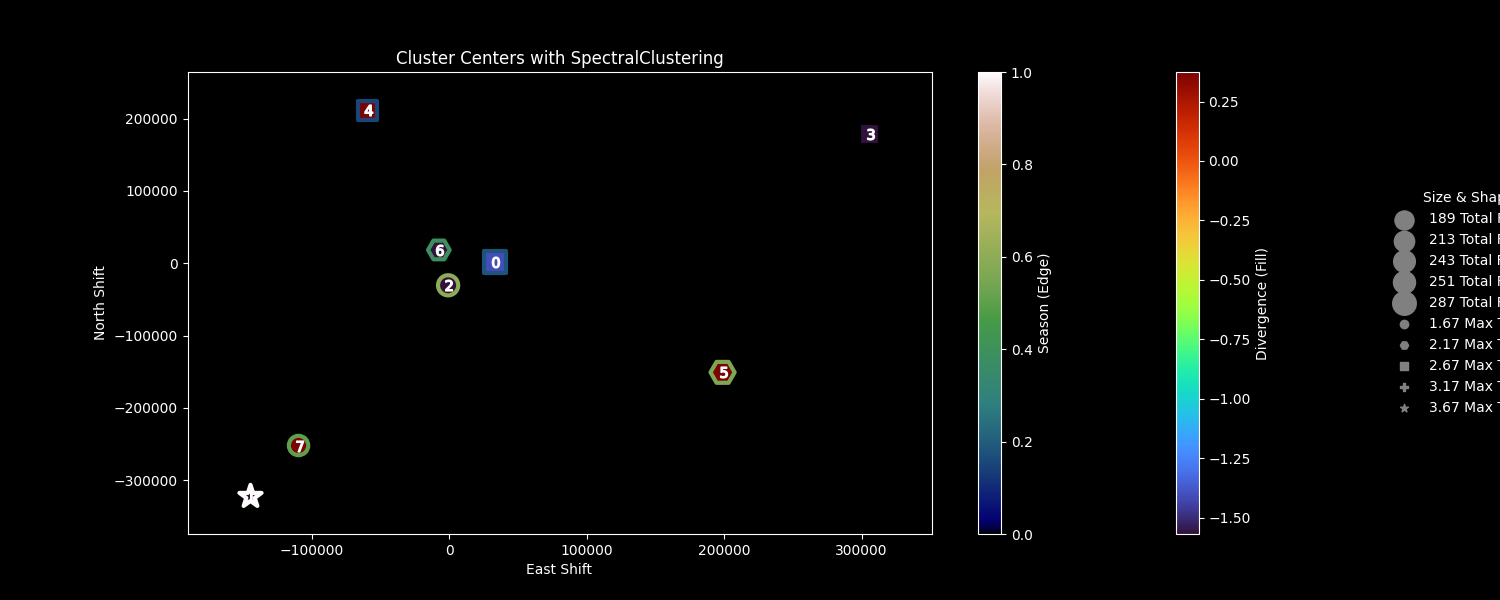 Cluster Centers with SpectralClustering
200000
100000
0
−100000
−200000
−300000
North Shift
4
3
6
0
2
5
7
1
−100000
0
100000
200000
300000
East Shift
1.0
0.8
0.6
0.4
0.2
0.0
Season (Edge)
0.25
0.00
−0.25
−0.50
−0.75
−1.00
−1.25
−1.50
Divergence (Fill)
Size & Shap
189 Total F
213 Total F
243 Total F
251 Total F
287 Total F
1.67 Max T
2.17 Max T
2.67 Max T
3.17 Max T
3.67 Max T